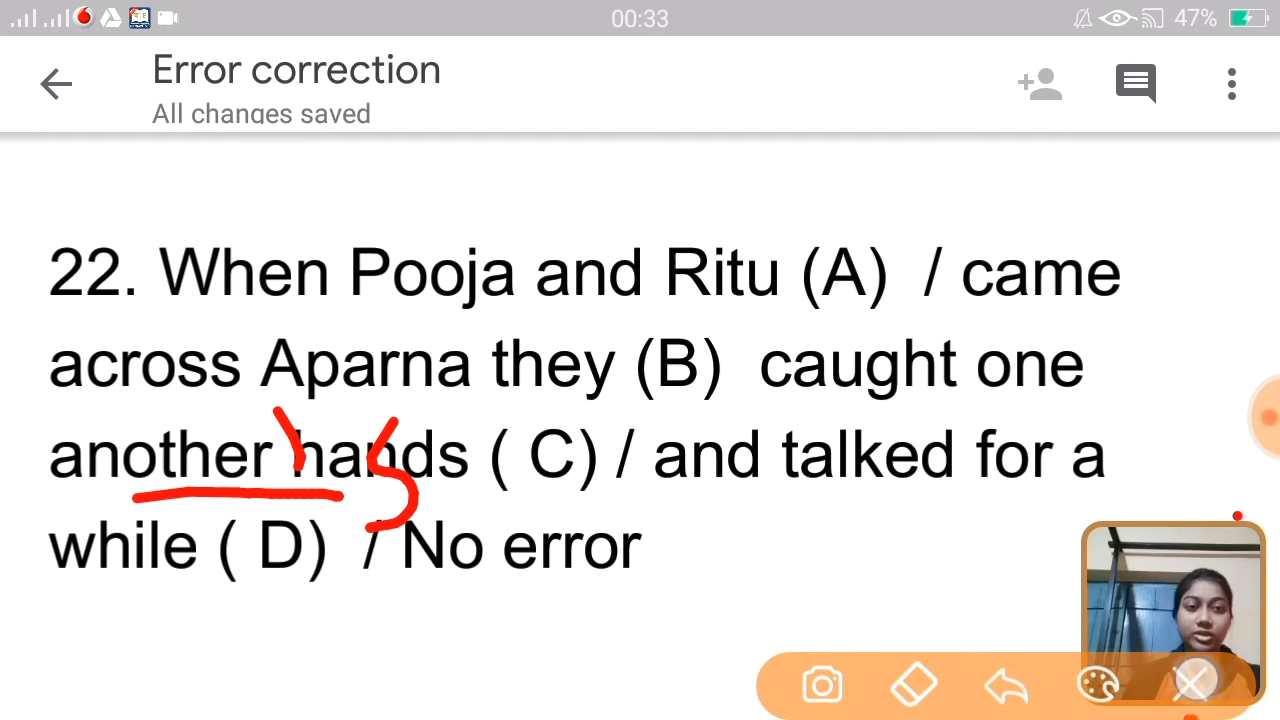 00:33
47%
Error correction
All changes saved
22. When Pooja and Ritu (A) / came
across Aparna they (B) caught one
another hands ( C) / and talked for a
while ( D) / No error
's